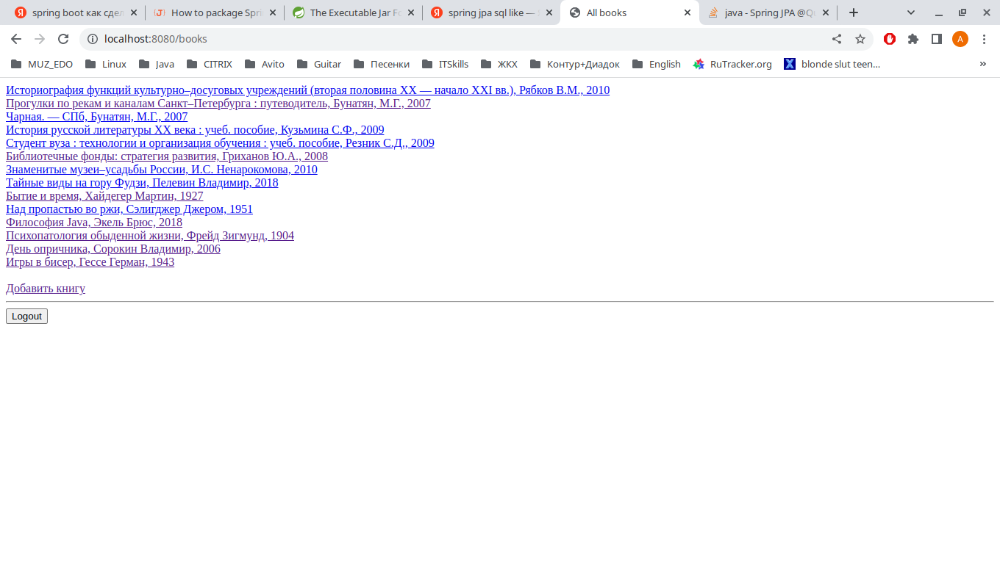 spring boot как сдел
How to package Spri
The Executable Jar Fo
spring jpa sql like —
All books
java - Spring JPA @Qu
localhost:8080/books
A
MUZ_EDO
Linux
Java
CITRIX
Avito
Guitar
Песенки
ITSkills
ЖКХ
Контур+Диадок
English
RuTracker.org
blonde slut teen...
Историография функций культурно–досуговых учреждений (вторая половина XX — начало XXI вв.), Рябков В.М., 2010
Прогулки по рекам и каналам Санкт–Петербурга : путеводитель, Бунатян, М.Г., 2007
Чарная. — СПб, Бунатян, М.Г., 2007
История русской литературы XX века : учеб. пособие, Кузьмина С.Ф., 2009
Студент вуза : технологии и организация обучения : учеб. пособие, Резник С.Д., 2009
Библиотечные фонды: стратегия развития, Гриханов Ю.А., 2008
Знаменитые музеи–усадьбы России, И.С. Ненарокомова, 2010
Тайные виды на гору Фудзи, Пелевин Владимир, 2018
Бытие и время, Хайдегер Мартин, 1927
Над пропастью во ржи, Сэлигджер Джером, 1951
Философия Java, Экель Брюс, 2018
Психопатология обыденной жизни, Фрейд Зигмунд, 1904
День опричника, Сорокин Владимир, 2006
Игры в бисер, Гессе Герман, 1943
Добавить книгу
Logout